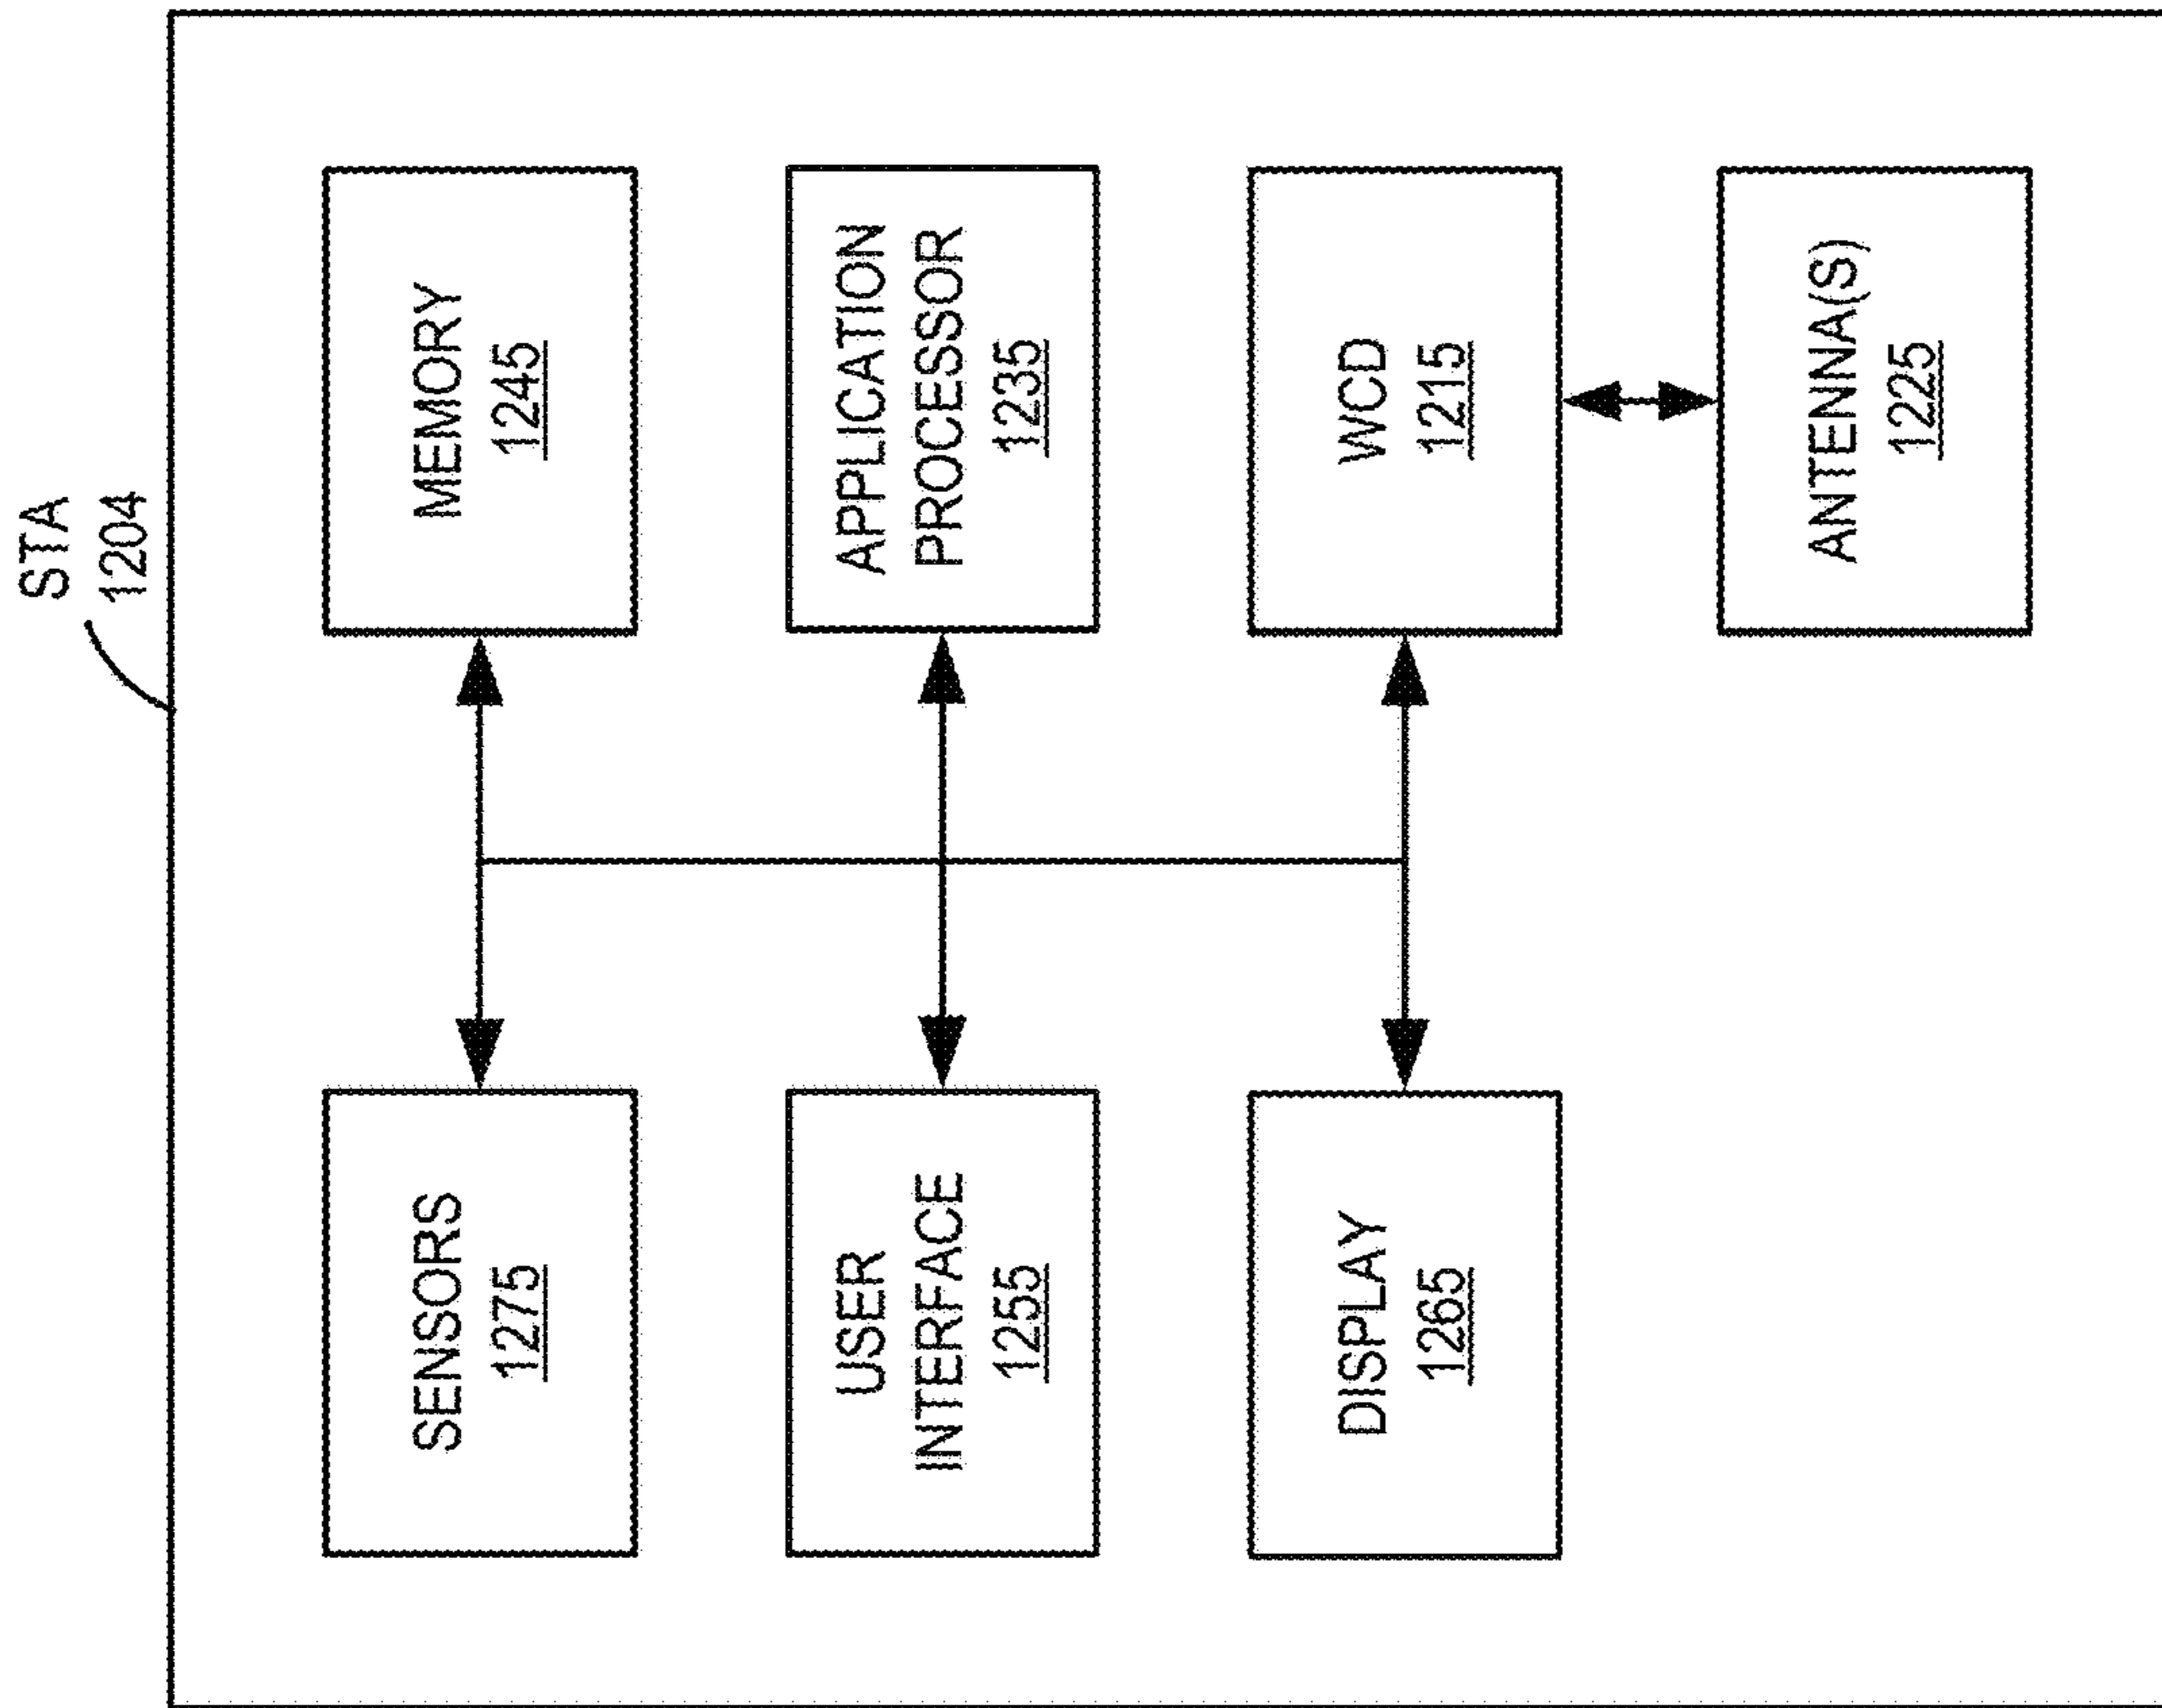 STA
1204
SENSORS
1275
MEMORY
1245
USER
INTERFACE
1255
APPLICATION
PROCESSOR
1235
DISPLAY
1265
WCD
1215
ANTENNA(S)
1225